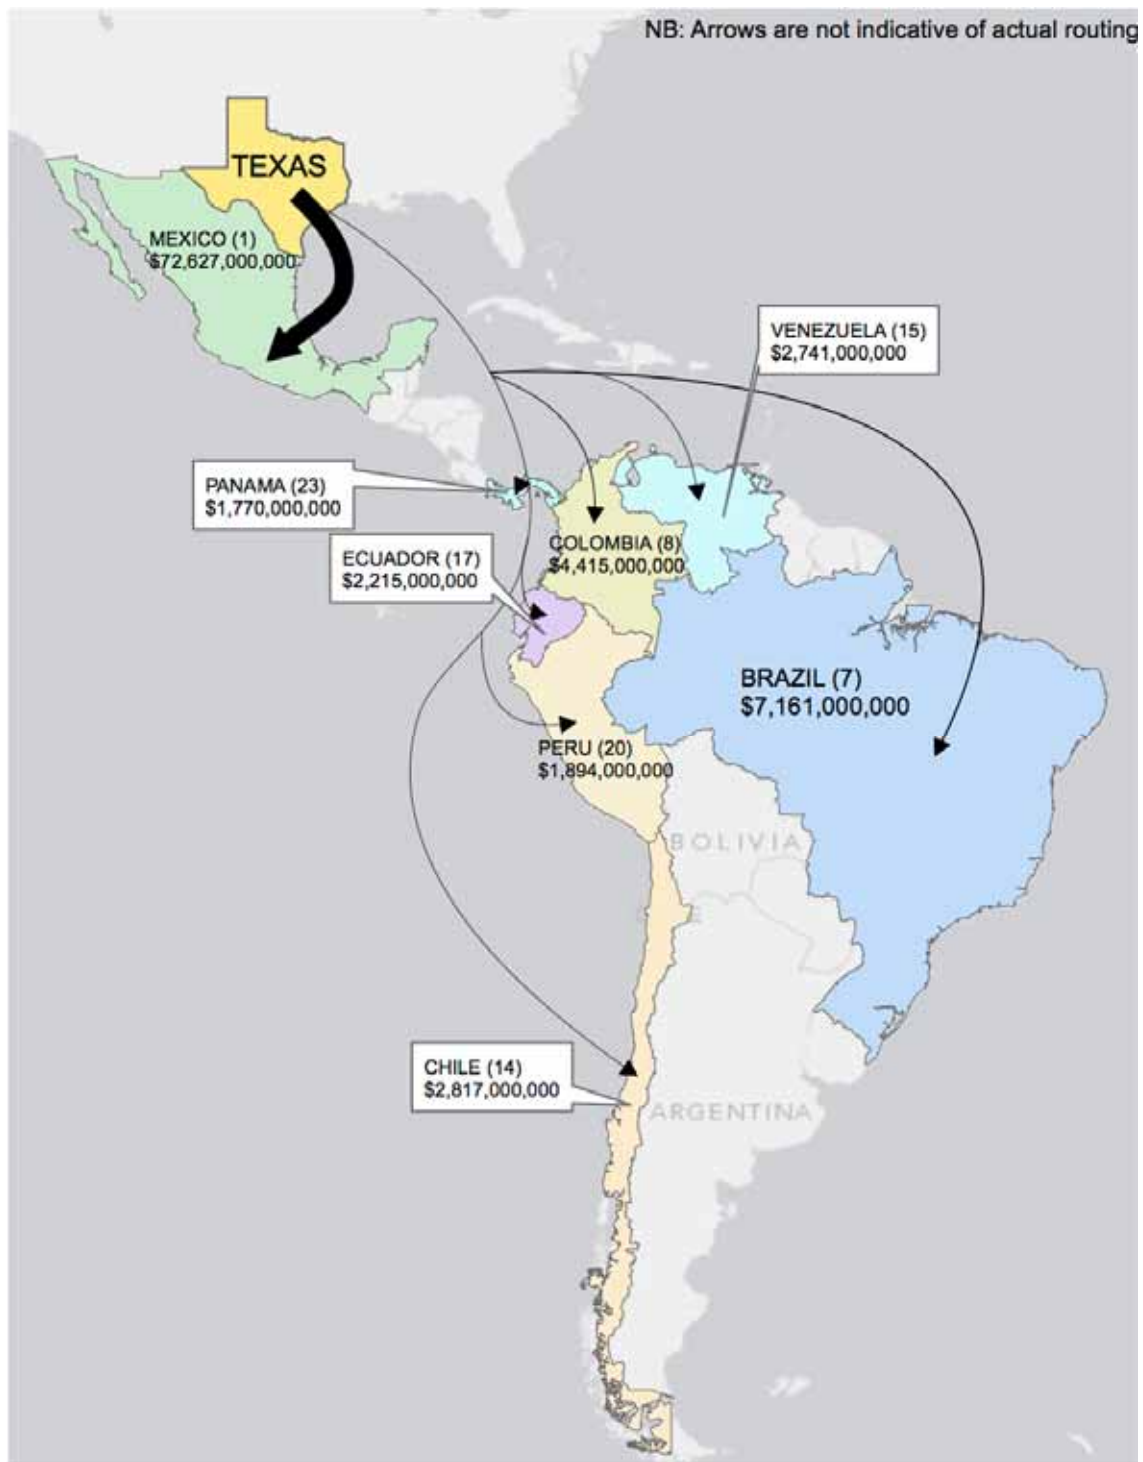 NB: Arrows are not indicative of actual routing
TEXAS
MEXICO (1)
$72,627,000,000
VENEZUELA (15)
$2,741,000,000
PANAMA (23)
$1,770,000,000
ECUADOR (17)
$2,215,000,000
COLOMBIA (8)
$4,415,000,000
BRAZIL (7)
$7,161,000,000
PERU (20)
$1,894,000,000
BOLIVIA
CHILE (14)
$2,817,000,000
ARGENTINA